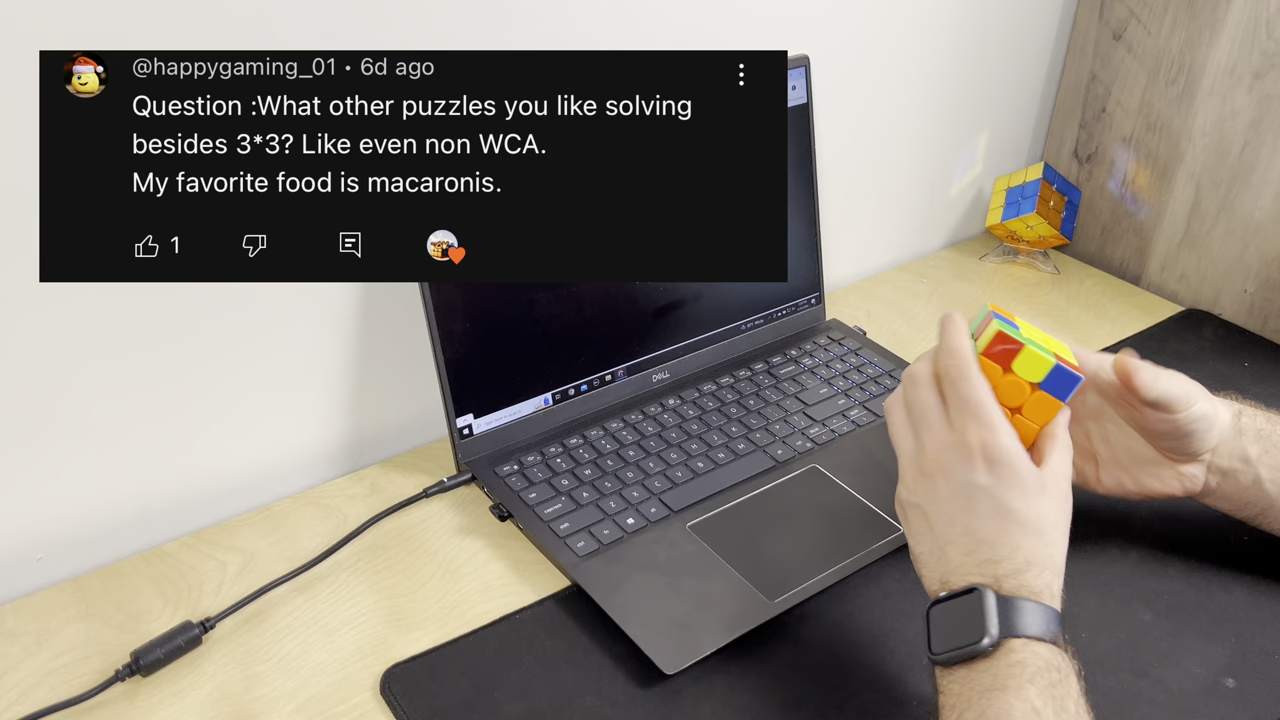 @happygaming_01 • 6d ago
Question :What other puzzles you like solving
besides 3*3? Like even non WCA.
My favorite food is macaronis.
1
DELL